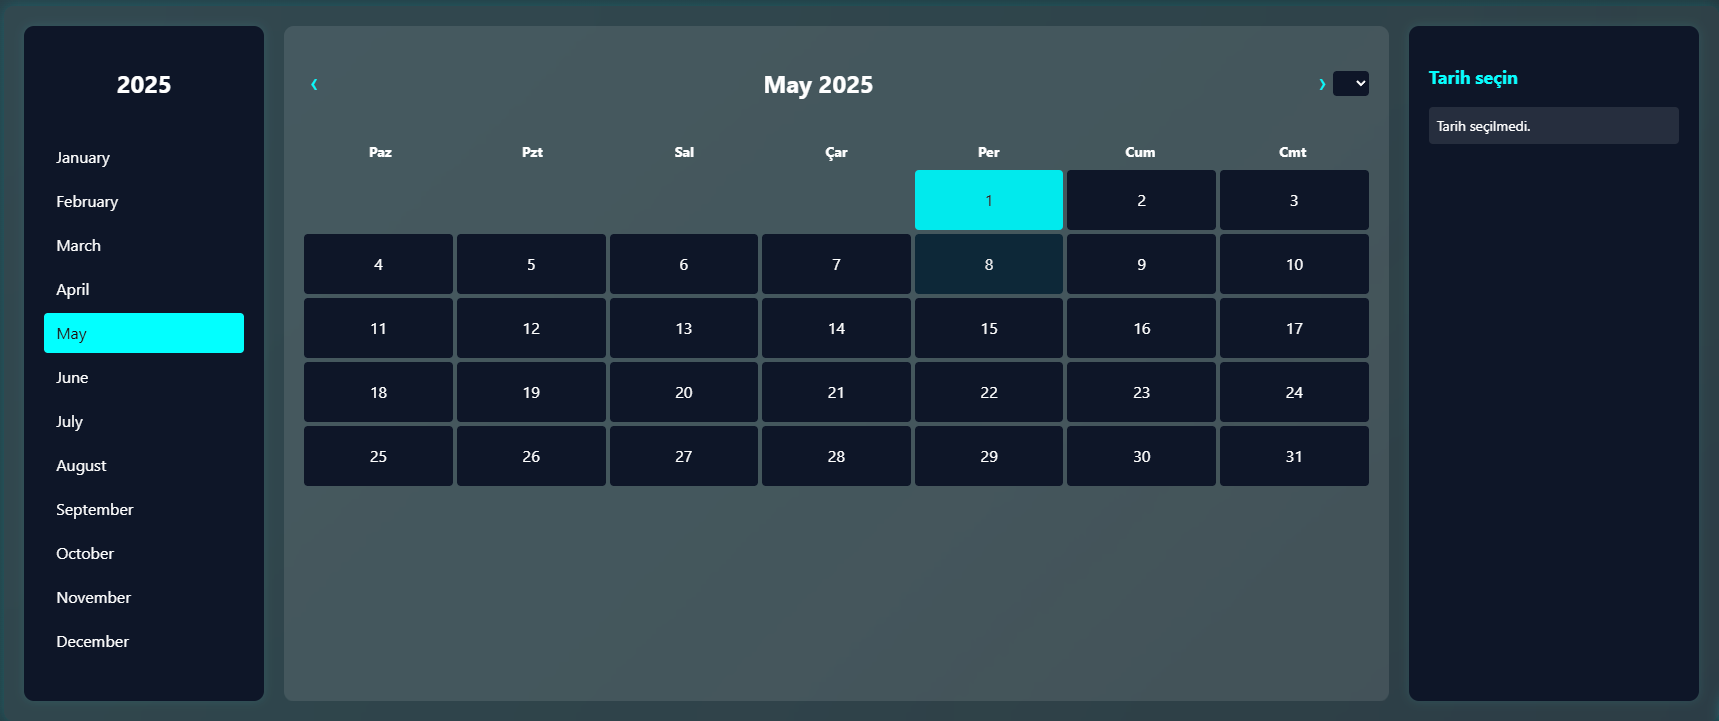 2025
January
February
March
April
May
June
July
August
September
October
November
December
‹ May 2025 ›
Paz Pzt Sal Çar Per Cum Cmt
1 2 3
4 5 6 7 8 9 10
11 12 13 14 15 16 17
18 19 20 21 22 23 24
25 26 27 28 29 30 31
Tarih seçin
Tarih seçilmedi.